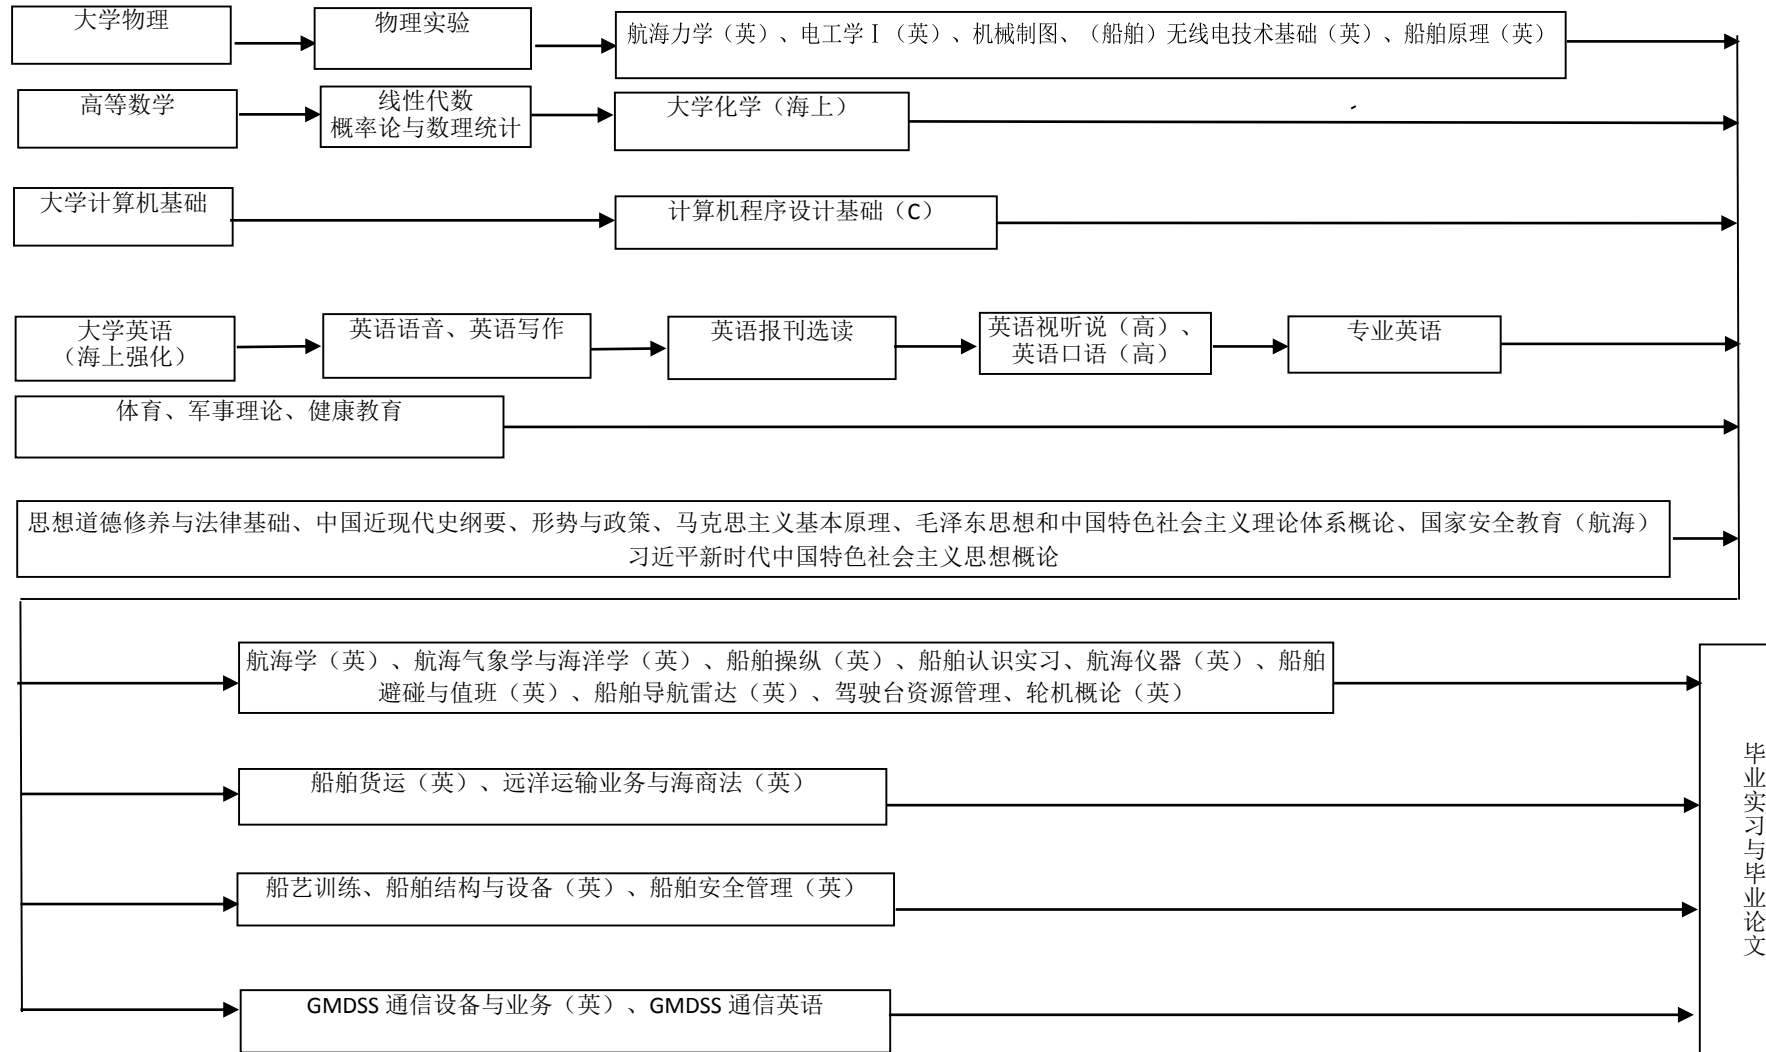 大学物理
物理实验
航海力学（英）、电工学Ⅰ（英）、机械制图、（船舶）无线电技术基础（英）、船舶原理（英）
高等数学
线性代数
概率论与数理统计
大学化学（海上）
大学计算机基础
计算机程序设计基础（C）
大学英语
（海上强化）
英语语音、英语写作
英语报刊选读
英语视听说（高）、
英语口语（高）
专业英语
体育、军事理论、健康教育
思想道德修养与法律基础、中国近现代史纲要、形势与政策、马克思主义基本原理、毛泽东思想和中国特色社会主义理论体系概论、国家安全教育（航海）
习近平新时代中国特色社会主义思想概论
航海学（英）、航海气象学与海洋学（英）、船舶操纵（英）、船舶认识实习、航海仪器（英）、船舶
避碰与值班（英）、船舶导航雷达（英）、驾驶台资源管理、轮机概论（英）
船舶货运（英）、远洋运输业务与海商法（英）
船艺训练、船舶结构与设备（英）、船舶安全管理（英）
GMDSS 通信设备与业务（英）、GMDSS 通信英语
毕业实习与毕业论文